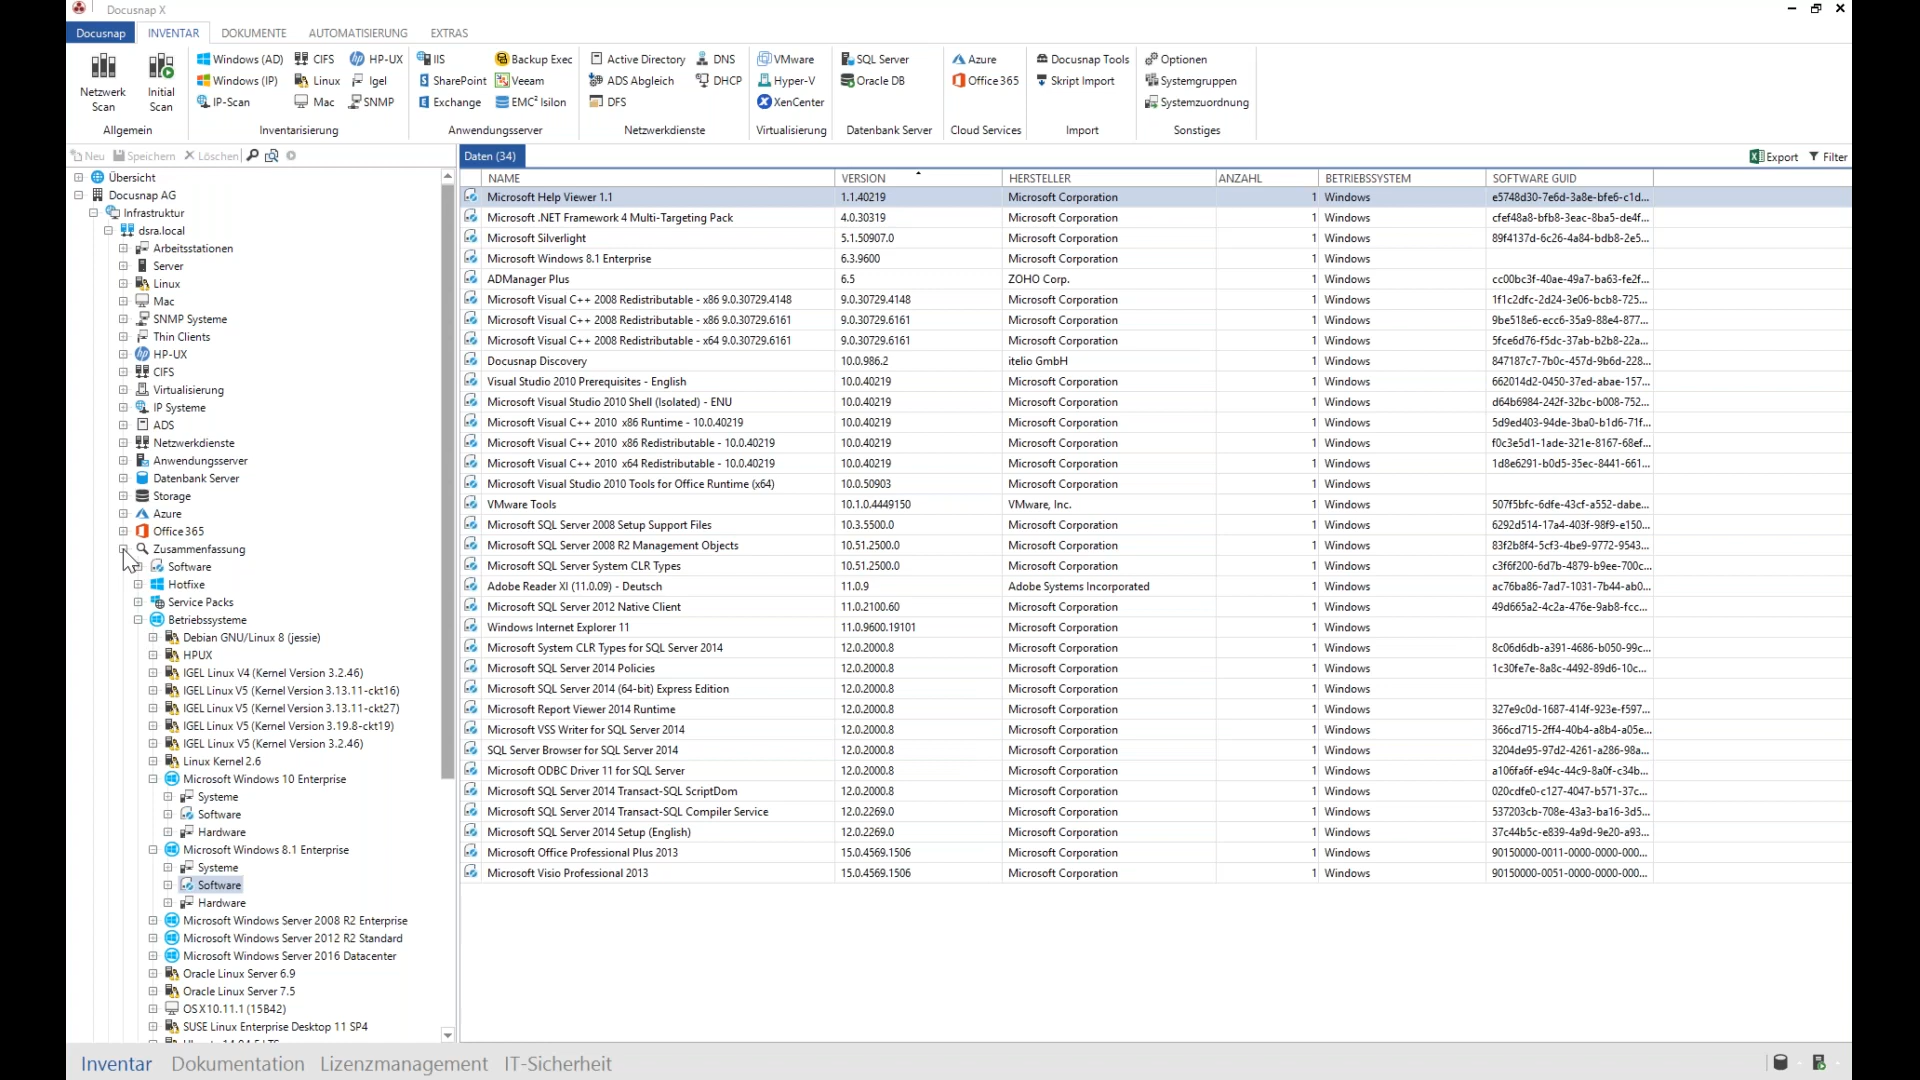 Docusnap X
Docusnap INVENTAR DOKUMENTE AUTOMATISIERUNG EXTRAS
Netzwerk Scan
Initial Scan
Allgemein
Windows (AD) CIFS HP-UX
Windows (IP) Linux Igel
IP-Scan Mac SNMP
Inventarisierung
IIS Backup Exec
SharePoint Veeam
Exchange EMC² Isilon
Anwendungsserver
Active Directory DNS
ADS Abgleich DHCP
DFS
Netzwerkdienste
VMware
Hyper-V
XenCenter
Virtualisierung
SQL Server
Oracle DB
Datenbank Server
Azure
Office 365
Cloud Services
Docusnap Tools
Skript Import
Import
Optionen
Systemgruppen
Systemzuordnung
Sonstiges
Neu Speichern Löschen
Übersicht
Docusnap AG
Infrastruktur
dsra.local
Arbeitsstationen
Server
Linux
Mac
SNMP Systeme
Thin Clients
HP-UX
CIFS
Virtualisierung
IP Systeme
ADS
Netzwerkdienste
Anwendungsserver
Datenbank Server
Storage
Azure
Office 365
Zusammenfassung
Software
Hotfixe
Service Packs
Betriebssysteme
Debian GNU/Linux 8 (jessie)
HPUX
IGEL Linux V4 (Kernel Version 3.2.46)
IGEL Linux V5 (Kernel Version 3.13.11-ckt16)
IGEL Linux V5 (Kernel Version 3.13.11-ckt27)
IGEL Linux V5 (Kernel Version 3.19.8-ckt19)
IGEL Linux V5 (Kernel Version 3.2.46)
Linux Kernel 2.6
Microsoft Windows 10 Enterprise
Systeme
Software
Hardware
Microsoft Windows 8.1 Enterprise
Systeme
Software
Hardware
Microsoft Windows Server 2008 R2 Enterprise
Microsoft Windows Server 2012 R2 Standard
Microsoft Windows Server 2016 Datacenter
Oracle Linux Server 6.9
Oracle Linux Server 7.5
OS X 10.11.1 (15B42)
SUSE Linux Enterprise Desktop 11 SP4
Daten (34) Export Filter
NAME VERSION HERSTELLER ANZAHL BETRIEBSSYSTEM SOFTWARE GUID
Microsoft Help Viewer 1.1 1.1.40219 Microsoft Corporation 1 Windows e5748d30-7e6d-3a8e-bfe6-c1d...
Microsoft .NET Framework 4 Multi-Targeting Pack 4.0.30319 Microsoft Corporation 1 Windows cfef48a8-bfb8-3eac-8ba5-de4f...
Microsoft Silverlight 5.1.50907.0 Microsoft Corporation 1 Windows 89f4137d-6c26-4a84-bdb8-2e5...
Microsoft Windows 8.1 Enterprise 6.3.9600 Microsoft Corporation 1 Windows
ADManager Plus 6.5 ZOHO Corp. 1 Windows cc00bc3f-40ae-49a7-ba63-fe2f...
Microsoft Visual C++ 2008 Redistributable - x86 9.0.30729.4148 9.0.30729.4148 Microsoft Corporation 1 Windows 1f1c2dfc-2d24-3e06-bcb8-725...
Microsoft Visual C++ 2008 Redistributable - x86 9.0.30729.6161 9.0.30729.6161 Microsoft Corporation 1 Windows 9be518e6-ecc6-35a9-88e4-877...
Microsoft Visual C++ 2008 Redistributable - x64 9.0.30729.6161 9.0.30729.6161 Microsoft Corporation 1 Windows 5fce6d76-f5dc-37ab-b2b8-22a...
Docusnap Discovery 10.0.986.2 itelio GmbH 1 Windows 847187c7-7b0c-457d-9b6d-228...
Visual Studio 2010 Prerequisites - English 10.0.40219 Microsoft Corporation 1 Windows 662014d2-0450-37ed-abae-157...
Microsoft Visual Studio 2010 Shell (Isolated) - ENU 10.0.40219 Microsoft Corporation 1 Windows d64b6984-242f-32bc-b008-752...
Microsoft Visual C++ 2010 x86 Runtime - 10.0.40219 10.0.40219 Microsoft Corporation 1 Windows 5d9ed403-94de-3ba0-b1d6-71f...
Microsoft Visual C++ 2010 x86 Redistributable - 10.0.40219 10.0.40219 Microsoft Corporation 1 Windows f0c3e5d1-1ade-321e-8167-68ef...
Microsoft Visual C++ 2010 x64 Redistributable - 10.0.40219 10.0.40219 Microsoft Corporation 1 Windows 1d8e6291-b0d5-35ec-8441-661...
Microsoft Visual Studio 2010 Tools for Office Runtime (x64) 10.0.50903 Microsoft Corporation 1 Windows
VMware Tools 10.1.0.4449150 VMware, Inc. 1 Windows 507f5bfc-6dfe-43cf-a552-dabe...
Microsoft SQL Server 2008 Setup Support Files 10.3.5500.0 Microsoft Corporation 1 Windows 6292d514-17a4-403f-98f9-e150...
Microsoft SQL Server 2008 R2 Management Objects 10.51.2500.0 Microsoft Corporation 1 Windows 83f2b8f4-5cf3-4be9-9772-9543...
Microsoft SQL Server System CLR Types 10.51.2500.0 Microsoft Corporation 1 Windows c3f6f200-6d7b-4879-b9ee-700c...
Adobe Reader XI (11.0.09) - Deutsch 11.0.9 Adobe Systems Incorporated 1 Windows ac76ba86-7ad7-1031-7b44-ab0...
Microsoft SQL Server 2012 Native Client 11.0.2100.60 Microsoft Corporation 1 Windows 49d665a2-4c2a-476e-9ab8-fcc...
Windows Internet Explorer 11 11.0.9600.19101 Microsoft Corporation 1 Windows
Microsoft System CLR Types for SQL Server 2014 12.0.2000.8 Microsoft Corporation 1 Windows 8c06d6db-a391-4686-b050-99c...
Microsoft SQL Server 2014 Policies 12.0.2000.8 Microsoft Corporation 1 Windows 1c30fe7e-8a8c-4492-89d6-10c...
Microsoft SQL Server 2014 (64-bit) Express Edition 12.0.2000.8 Microsoft Corporation 1 Windows
Microsoft Report Viewer 2014 Runtime 12.0.2000.8 Microsoft Corporation 1 Windows 327e9c0d-1687-414f-923e-f597...
Microsoft VSS Writer for SQL Server 2014 12.0.2000.8 Microsoft Corporation 1 Windows 366cd715-2ff4-40b4-a8b4-a05e...
SQL Server Browser for SQL Server 2014 12.0.2000.8 Microsoft Corporation 1 Windows 3204de95-97d2-4261-a286-98a...
Microsoft ODBC Driver 11 for SQL Server 12.0.2000.8 Microsoft Corporation 1 Windows a106fa6f-e94c-44c9-8a0f-c34b...
Microsoft SQL Server 2014 Transact-SQL ScriptDom 12.0.2000.8 Microsoft Corporation 1 Windows 020cdfe0-c127-4047-b571-37c...
Microsoft SQL Server 2014 Transact-SQL Compiler Service 12.0.2269.0 Microsoft Corporation 1 Windows 537203cb-708e-43a3-ba16-3d5...
Microsoft SQL Server 2014 Setup (English) 12.0.2269.0 Microsoft Corporation 1 Windows 37c44b5c-e839-4a9d-9e20-a93...
Microsoft Office Professional Plus 2013 15.0.4569.1506 Microsoft Corporation 1 Windows 90150000-0011-0000-0000-000...
Microsoft Visio Professional 2013 15.0.4569.1506 Microsoft Corporation 1 Windows 90150000-0051-0000-0000-000...
Inventar Dokumentation Lizenzmanagement IT-Sicherheit